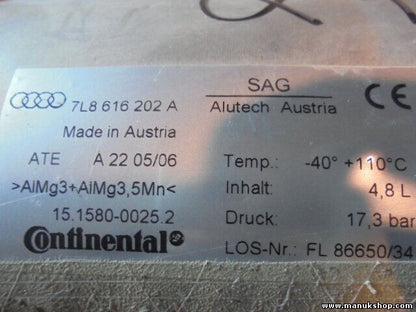 7L8 616 202 A
SAG
Alutech Austria
CE
Made in Austria
ATE A 22 05/06
>AlMg3+AlMg3,5Mn<
15.1580-0025.2
Continental
Temp.: -40° +110°C
Inhalt: 4,8 L
Druck: 17,3 bar
LOS-Nr.: FL 86650/34
www.manukshop.com